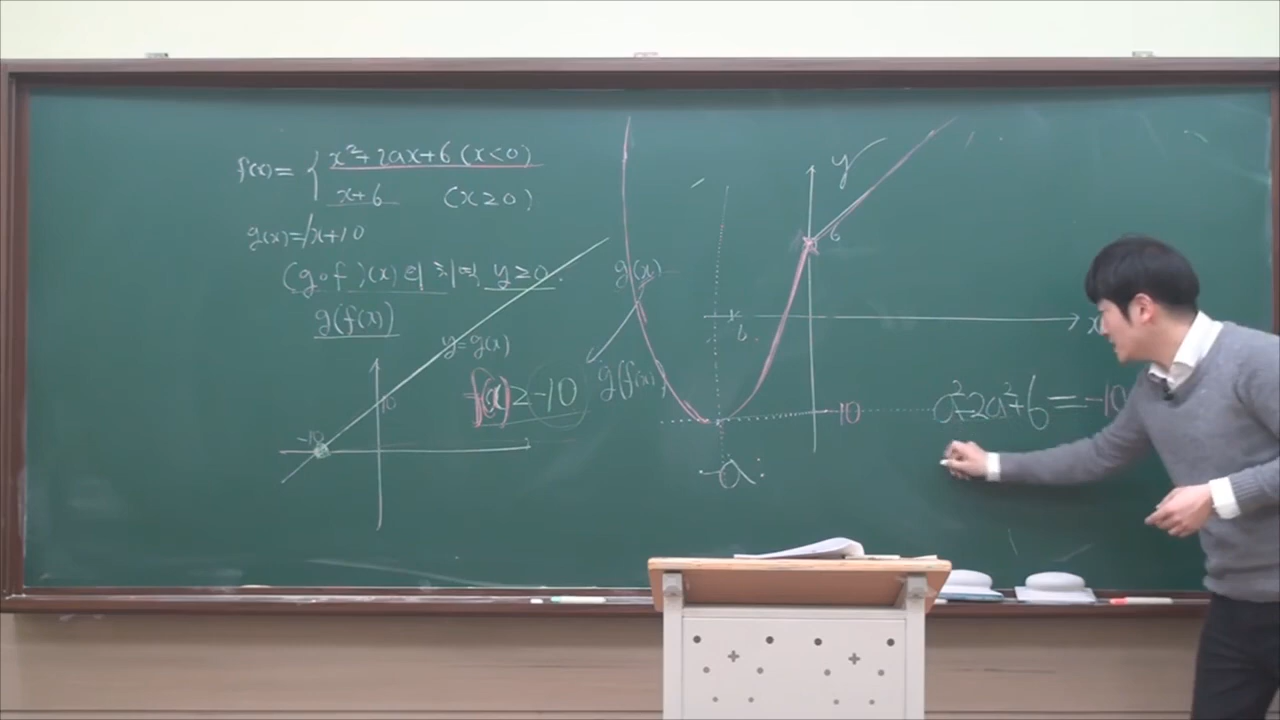 f(x)= { x²+2ax+6 (x<0)
x+6 (x≥0)
g(x)=x+10
(g∘f)(x)의 치역 y≥0.
g(f(x))
y=g(x)
10
-10
f(x)≥-10
g(x)
g(f(x)
y
6
x
-10
-a
a²-2a²+6=-10